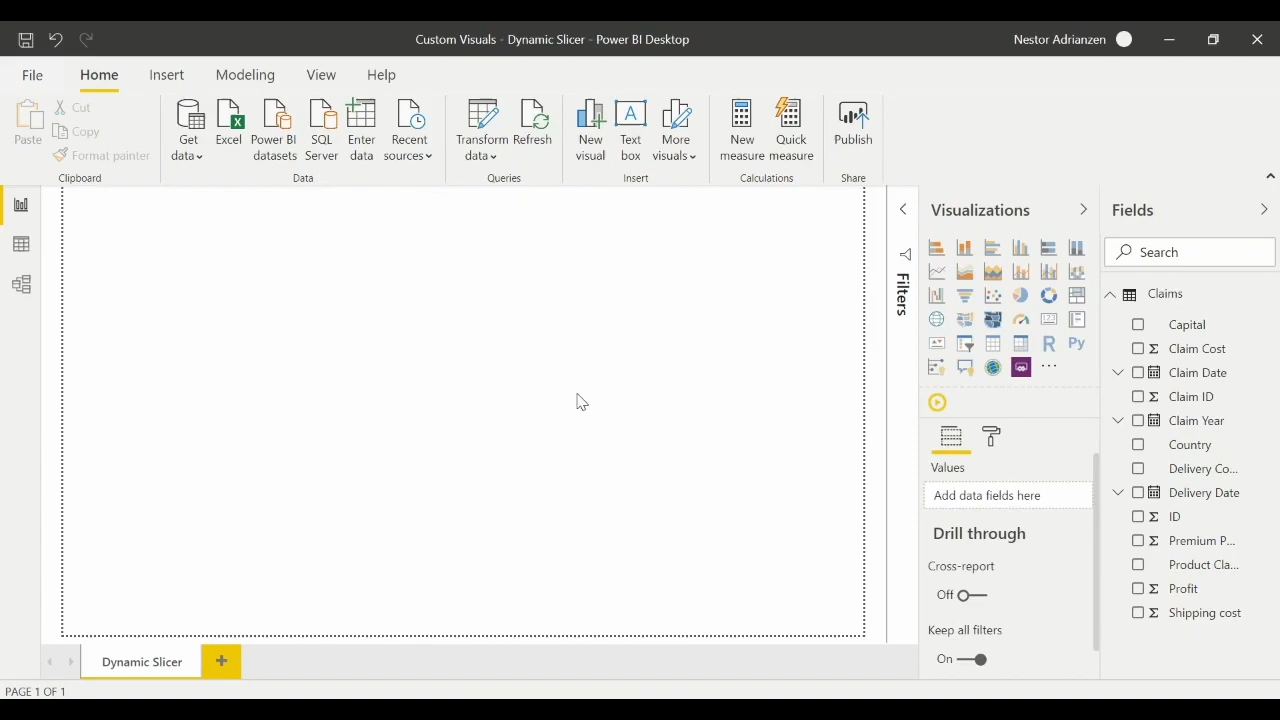 Custom Visuals - Dynamic Slicer - Power BI Desktop
Nestor Adrianzen
File
Home
Insert
Modeling
View
Help
Paste
Cut
Copy
Format painter
Clipboard
Get data
Excel
Power BI datasets
SQL Server
Enter data
Recent sources
Data
Transform data
Refresh
Queries
New visual
Text box
More visuals
Insert
New measure
Quick measure
Calculations
Publish
Share
Filters
Visualizations
R
Py
Values
Add data fields here
Drill through
Cross-report
Off
Keep all filters
On
Fields
Search
Claims
Capital
Claim Cost
Claim Date
Claim ID
Claim Year
Country
Delivery Co...
Delivery Date
ID
Premium P...
Product Cla...
Profit
Shipping cost
Dynamic Slicer
PAGE 1 OF 1